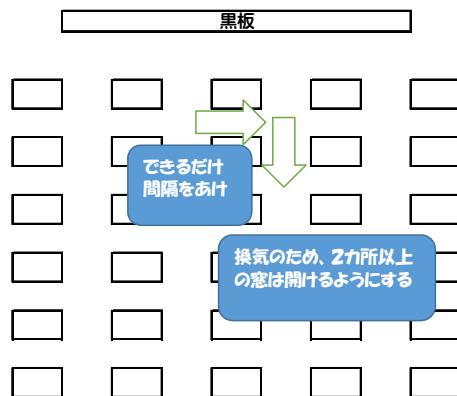 黒板
できるだけ
間隔をあけ
換気のため、2カ所以上
の窓は開けるようにする